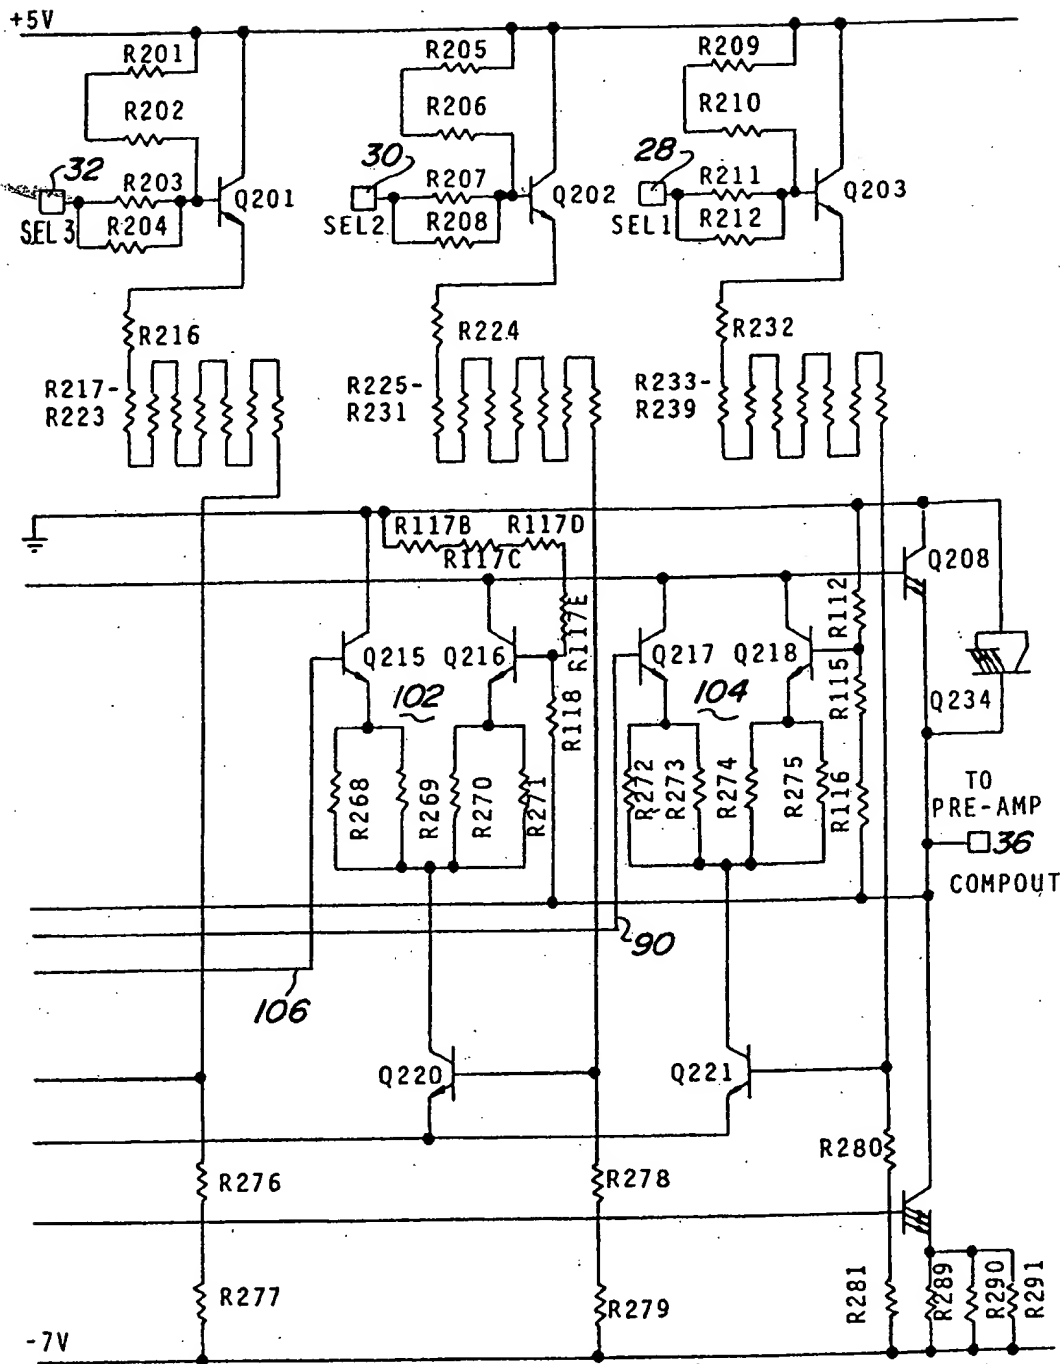 +5V
R201
R205
R209
R202
R206
R210
32
30
28
R203
R207
R211
Q201
Q202
Q203
SEL3
R204
SEL2
R208
SEL1
R212
R216
R224
R232
R217-
R223
R225-
R231
R233-
R239
R117B
R117D
R117C
Q208
R117E
R112
Q215
Q216
Q217
Q218
102
104
R118
R115
Q234
R268
R269
R270
R271
R272
R273
R274
R275
R116
TO
PRE-AMP
36
COMPOUT
90
106
Q220
Q221
R280
R276
R278
R277
R279
R281
R289
R290
R291
-7V